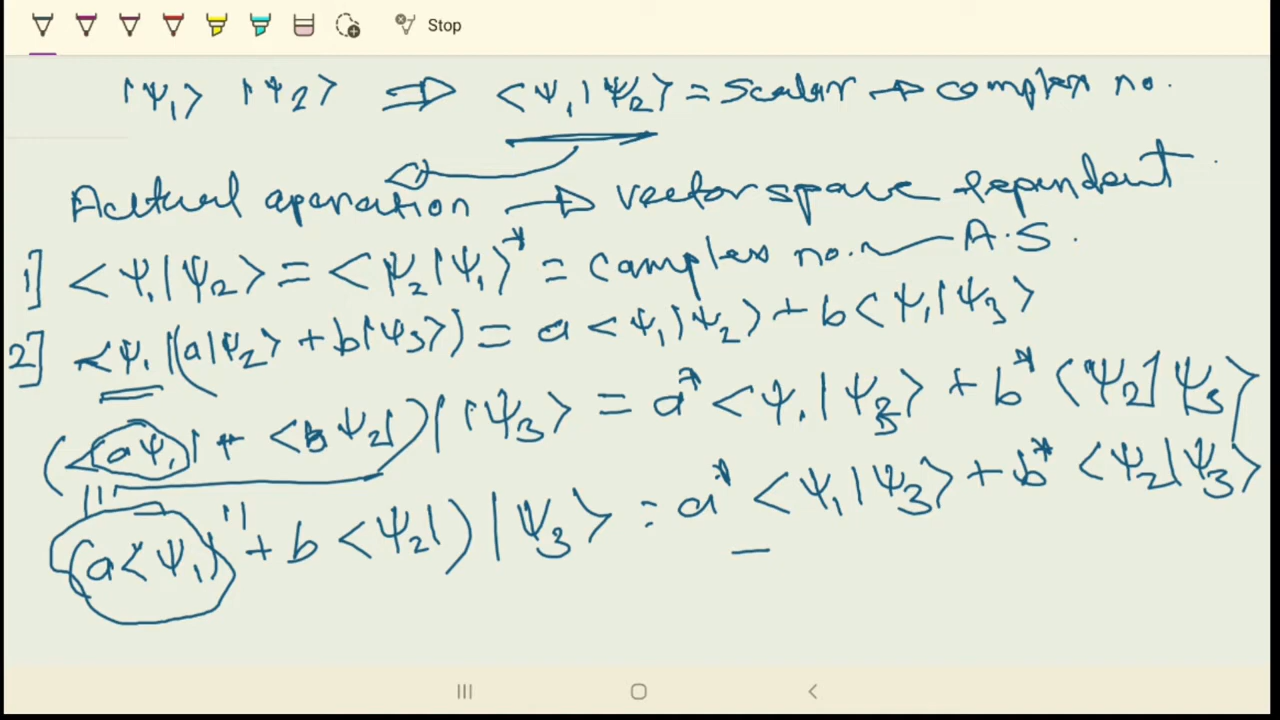 Stop
|Ψ₁⟩ |Ψ₂⟩ ⇒ ⟨Ψ₁|Ψ₂⟩ = scalar → complex no.
Actual operation → vector space dependent
1] ⟨Ψ₁|Ψ₂⟩ = ⟨Ψ₂|Ψ₁⟩* = complex no. A.S.
2] ⟨Ψ₁|(a|Ψ₂⟩ + b|Ψ₃⟩) = a⟨Ψ₁|Ψ₂⟩ + b⟨Ψ₁|Ψ₃⟩
(⟨aΨ₁| + ⟨bΨ₂|)||Ψ₃⟩ = a*⟨Ψ₁|Ψ₃⟩ + b*⟨Ψ₂|Ψ₃⟩
(a⟨Ψ₁| + b⟨Ψ₂|)|Ψ₃⟩ = a*⟨Ψ₁|Ψ₃⟩ + b*⟨Ψ₂|Ψ₃⟩